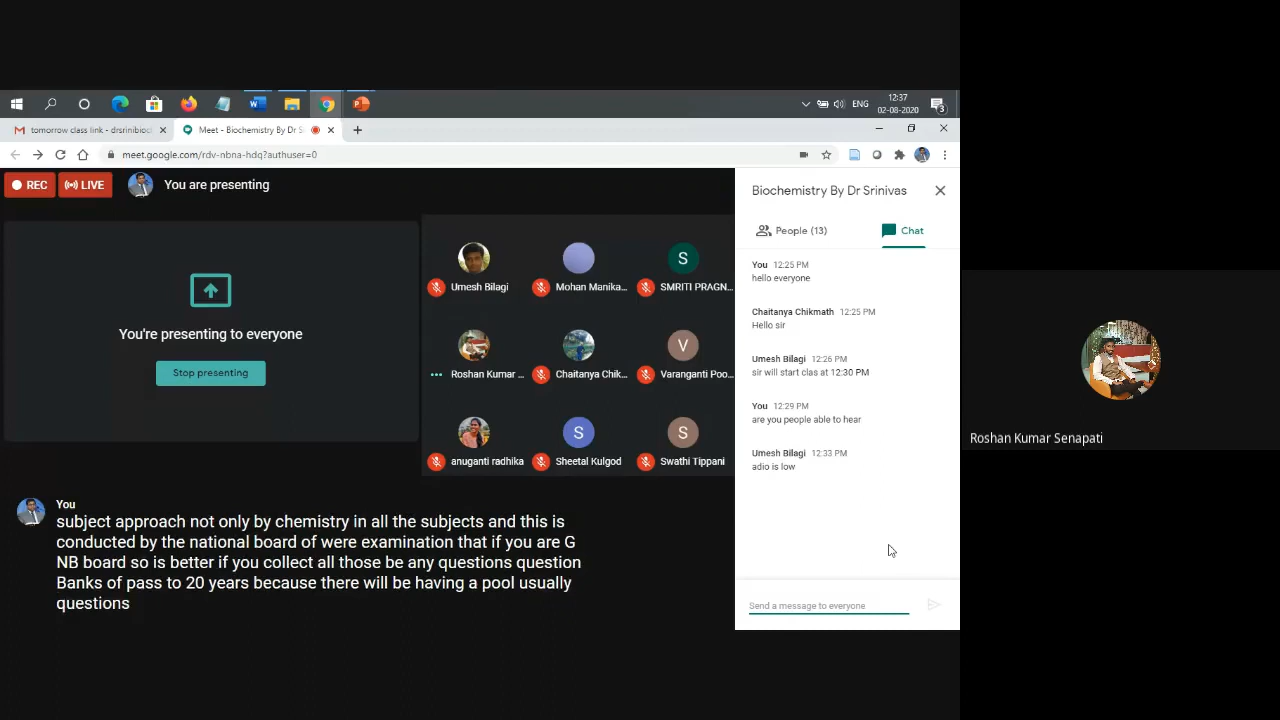 12:37
ENG
02-08-2020
3
tomorrow class link - drsrinibioc
Meet - Biochemistry By Dr S
meet.google.com/rdv-nbna-hdq?authuser=0
REC
LIVE
You are presenting
You're presenting to everyone
Stop presenting
Umesh Bilagi
Mohan Manika...
S
SMRITI PRAGN...
Roshan Kumar ...
Chaitanya Chik...
V
Varanganti Poo...
anuganti radhika
S
Sheetal Kulgod
S
Swathi Tippani
You
subject approach not only by chemistry in all the subjects and this is
conducted by the national board of were examination that if you are G
NB board so is better if you collect all those be any questions question
Banks of pass to 20 years because there will be having a pool usually
questions
Biochemistry By Dr Srinivas
People (13)
Chat
You 12:25 PM
hello everyone
Chaitanya Chikmath 12:25 PM
Hello sir
Umesh Bilagi 12:26 PM
sir will start clas at 12:30 PM
You 12:29 PM
are you people able to hear
Umesh Bilagi 12:33 PM
adio is low
Send a message to everyone
Roshan Kumar Senapati